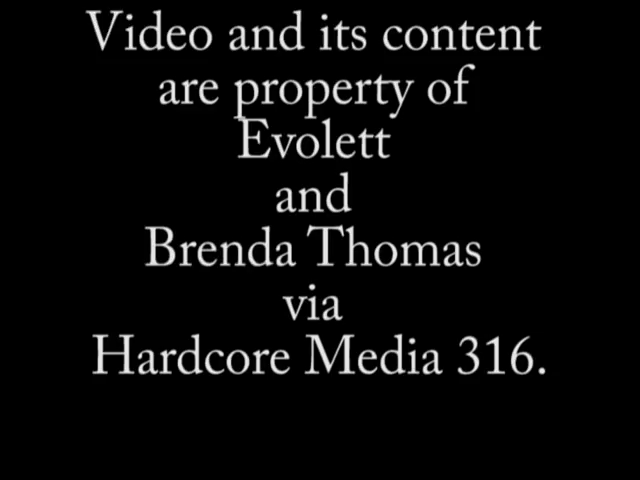 Video and its content
are property of
Evolett
and
Brenda Thomas
via
Hardcore Media 316.